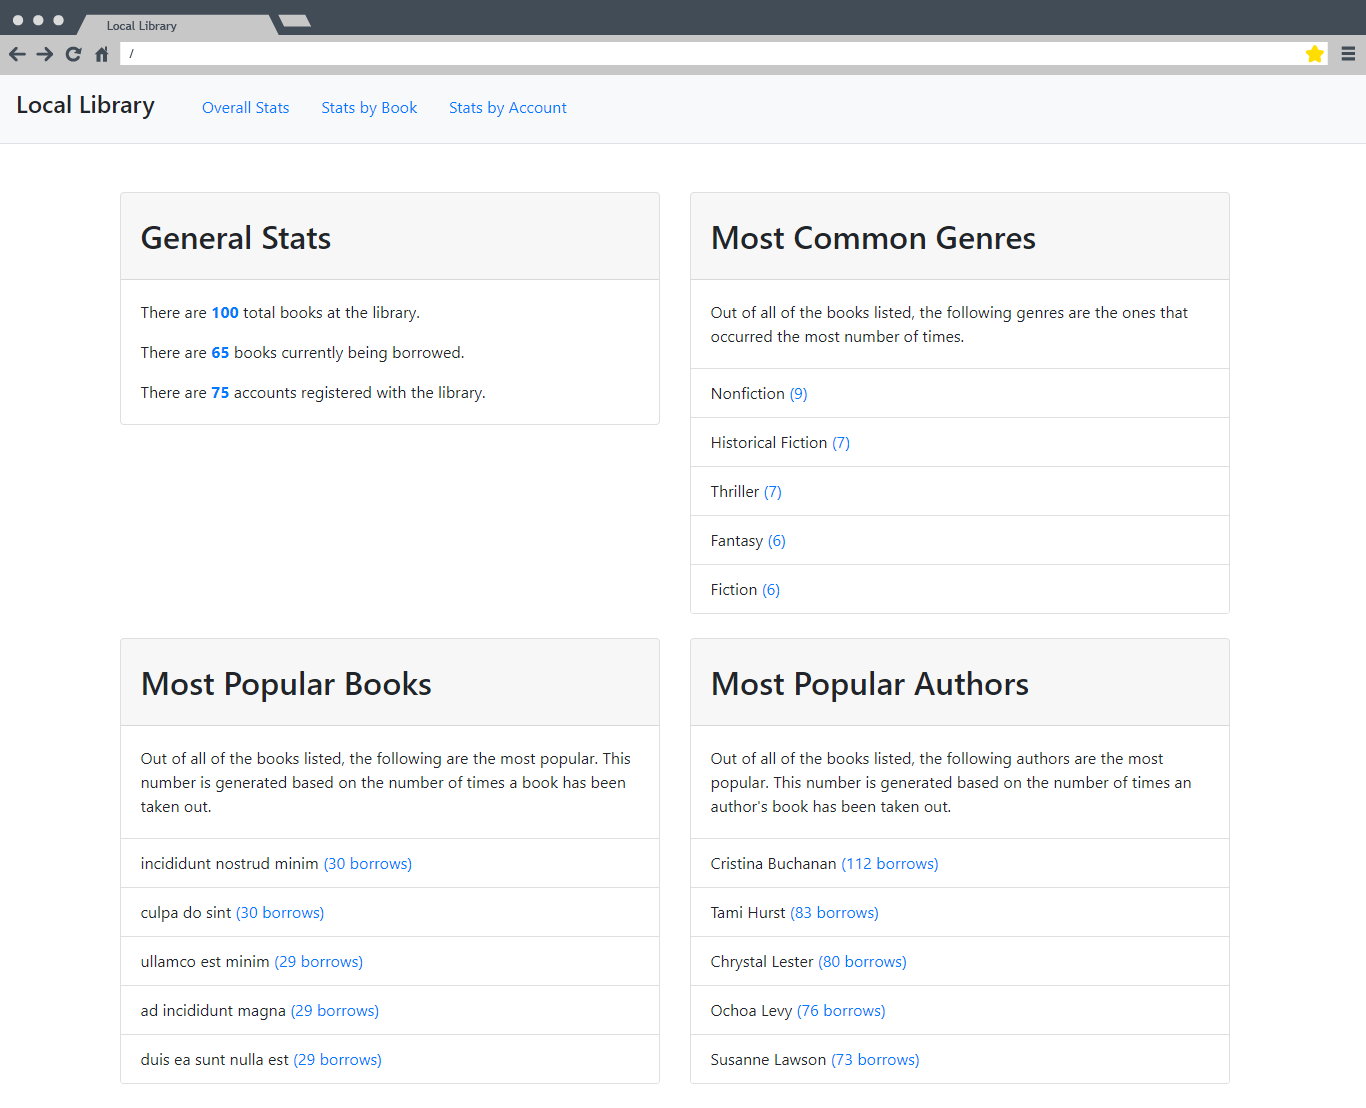 Local Library
/
Local Library
Overall Stats
Stats by Book
Stats by Account
General Stats
There are 100 total books at the library.
There are 65 books currently being borrowed.
There are 75 accounts registered with the library.
Most Common Genres
Out of all of the books listed, the following genres are the ones that
occurred the most number of times.
Nonfiction (9)
Historical Fiction (7)
Thriller (7)
Fantasy (6)
Fiction (6)
Most Popular Books
Out of all of the books listed, the following are the most popular. This
number is generated based on the number of times a book has been
taken out.
incididunt nostrud minim (30 borrows)
culpa do sint (30 borrows)
ullamco est minim (29 borrows)
ad incididunt magna (29 borrows)
duis ea sunt nulla est (29 borrows)
Most Popular Authors
Out of all of the books listed, the following authors are the most
popular. This number is generated based on the number of times an
author's book has been taken out.
Cristina Buchanan (112 borrows)
Tami Hurst (83 borrows)
Chrystal Lester (80 borrows)
Ochoa Levy (76 borrows)
Susanne Lawson (73 borrows)